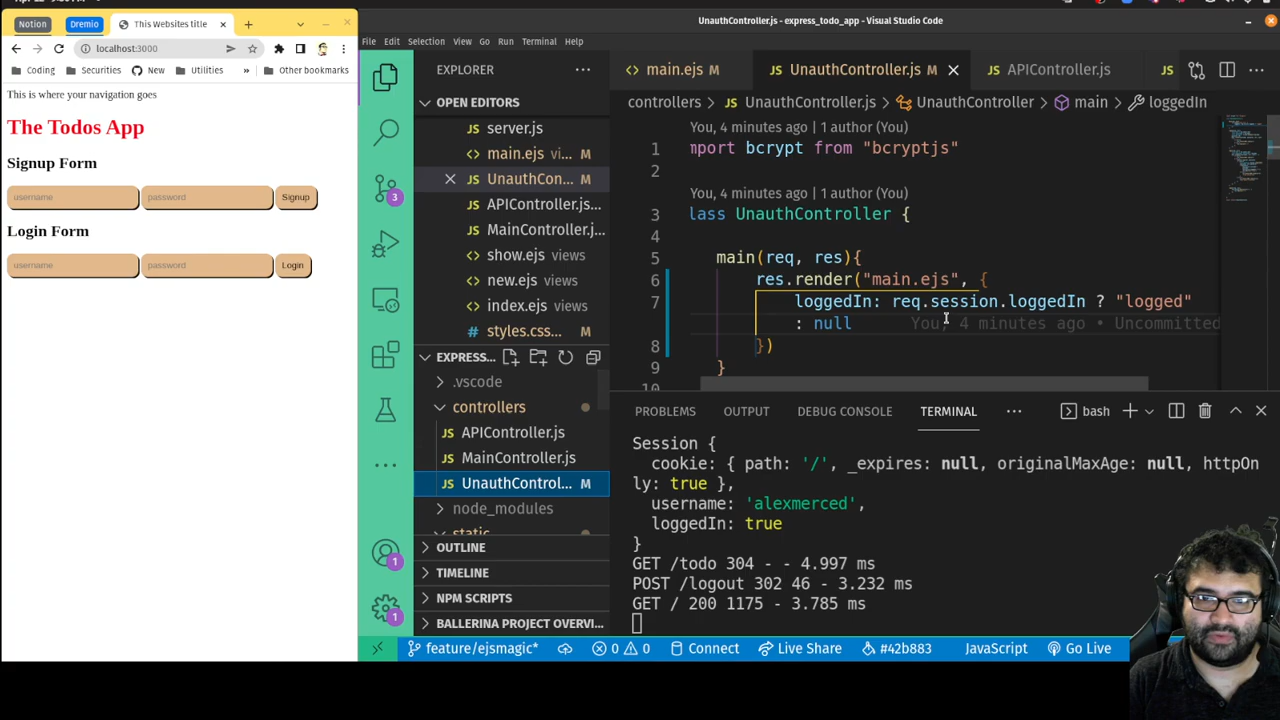 Notion
Dremio
This Websites title
localhost:3000
Coding
Securities
New
Utilities
»
Other bookmarks
This is where your navigation goes
The Todos App
Signup Form
username
password
Signup
Login Form
username
password
Login
UnauthController.js - express_todo_app - Visual Studio Code
File Edit Selection View Go Run Terminal Help
EXPLORER
OPEN EDITORS
server.js
main.ejs vi... M
UnauthCon... M
APIController.js...
MainController.j...
show.ejs views
new.ejs views
index.ejs views
styles.css... M
EXPRESS...
.vscode
controllers
APIController.js
MainController.js
UnauthControl... M
node_modules
static
OUTLINE
TIMELINE
NPM SCRIPTS
BALLERINA PROJECT OVERVI...
3
1
1
main.ejs M
UnauthController.js M
APIController.js
JS
controllers > JS UnauthController.js > UnauthController > main > loggedIn
You, 4 minutes ago | 1 author (You)
1 mport bcrypt from "bcryptjs"
2
You, 4 minutes ago | 1 author (You)
3 lass UnauthController {
4
5 main(req, res){
6 res.render("main.ejs", {
7 loggedIn: req.session.loggedIn ? "logged"
: null You, 4 minutes ago • Uncommitted
8 })
9 }
10
PROBLEMS OUTPUT DEBUG CONSOLE TERMINAL
bash
Session {
cookie: { path: '/', _expires: null, originalMaxAge: null, httpOn
ly: true },
username: 'alexmerced',
loggedIn: true
}
GET /todo 304 - - 4.997 ms
POST /logout 302 46 - 3.232 ms
GET / 200 1175 - 3.785 ms
feature/ejsmagic* 0 0 Connect Live Share #42b883 JavaScript Go Live